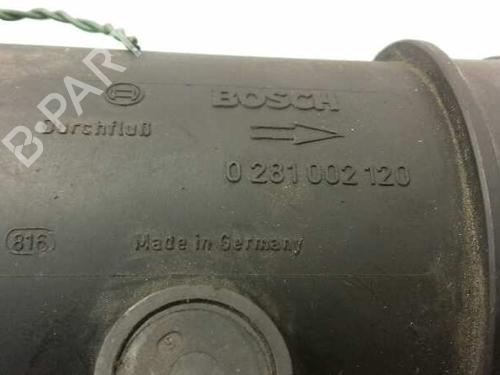 BOSCH
Durchfluß
0 281 002 120
816
Made in Germany
B-PAR